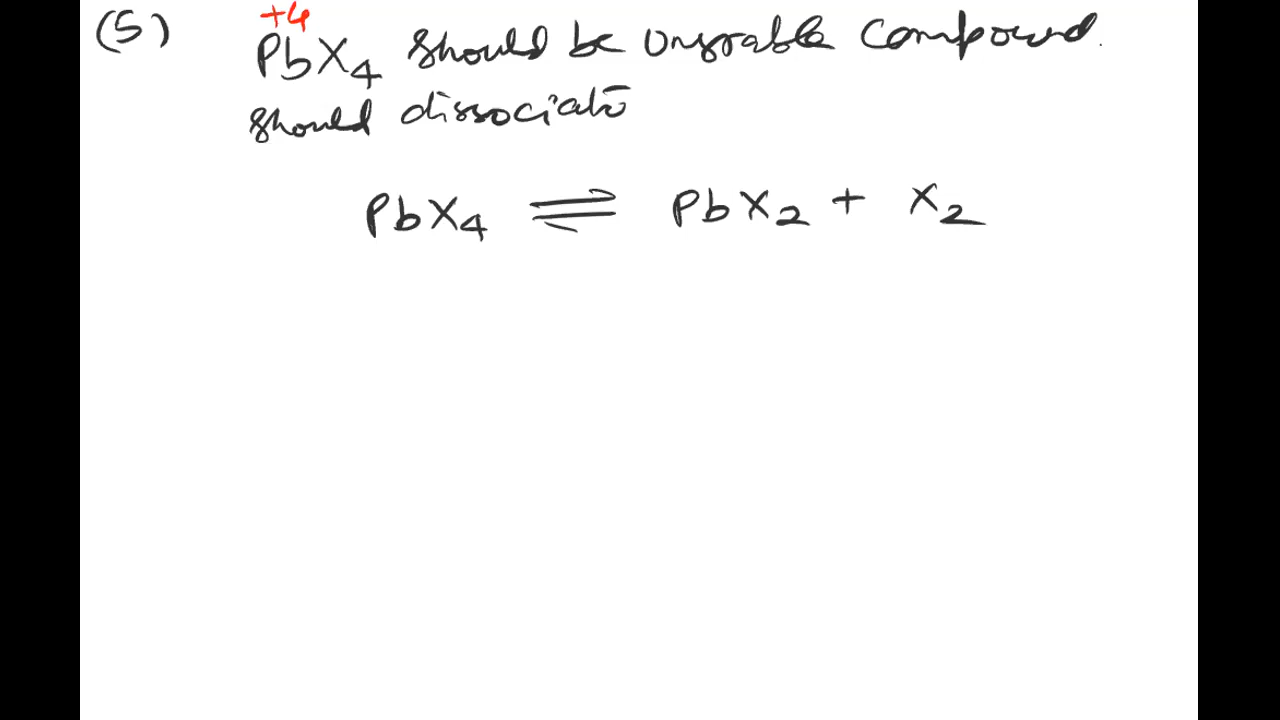 +4
(5) PbX₄ should be unstable compound.
should dissociate
PbX₄ ⇌ PbX₂ + X₂